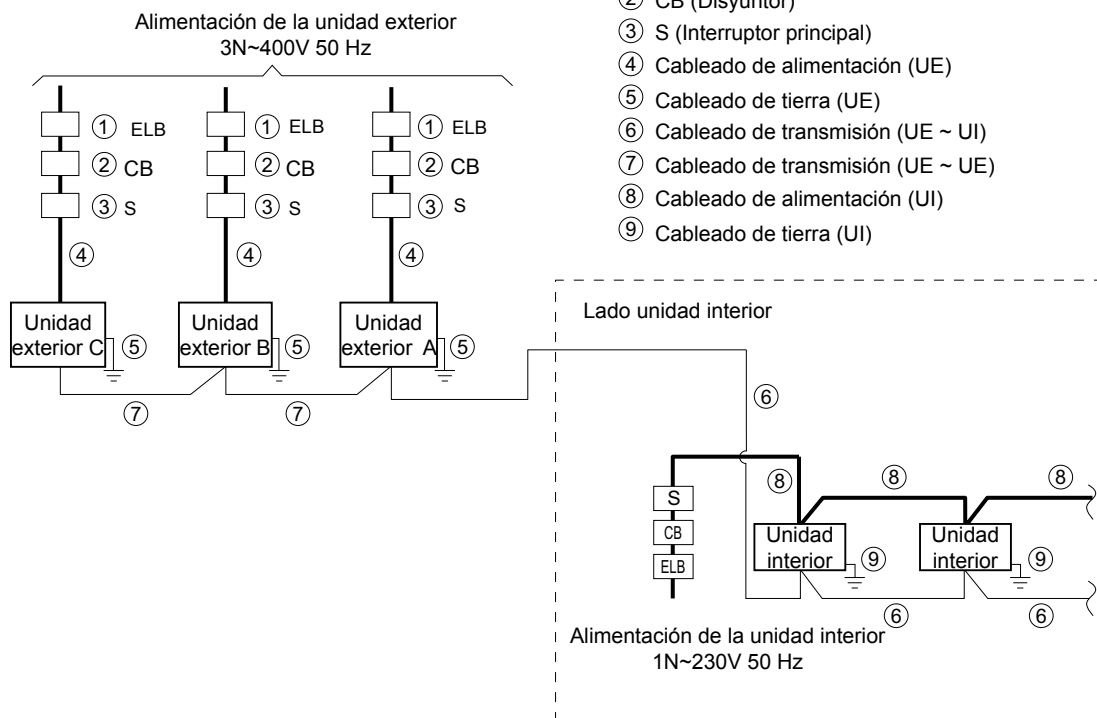 Alimentación de la unidad exterior
3N~400V 50 Hz
② CB (Disyuntor)
③ S (Interruptor principal)
④ Cableado de alimentación (UE)
⑤ Cableado de tierra (UE)
⑥ Cableado de transmisión (UE ~ UI)
⑦ Cableado de transmisión (UE ~ UE)
⑧ Cableado de alimentación (UI)
⑨ Cableado de tierra (UI)
① ELB ① ELB ① ELB
② CB ② CB ② CB
③ S ③ S ③ S
④ ④ ④
Unidad
exterior C
⑤
Unidad
exterior B
⑤
Unidad
exterior A
⑤
⑦ ⑦
Lado unidad interior
⑥
⑧ ⑧ ⑧
S
CB
ELB
Unidad
interior
⑨
Unidad
interior
⑨
⑥ ⑥
Alimentación de la unidad interior
1N~230V 50 Hz